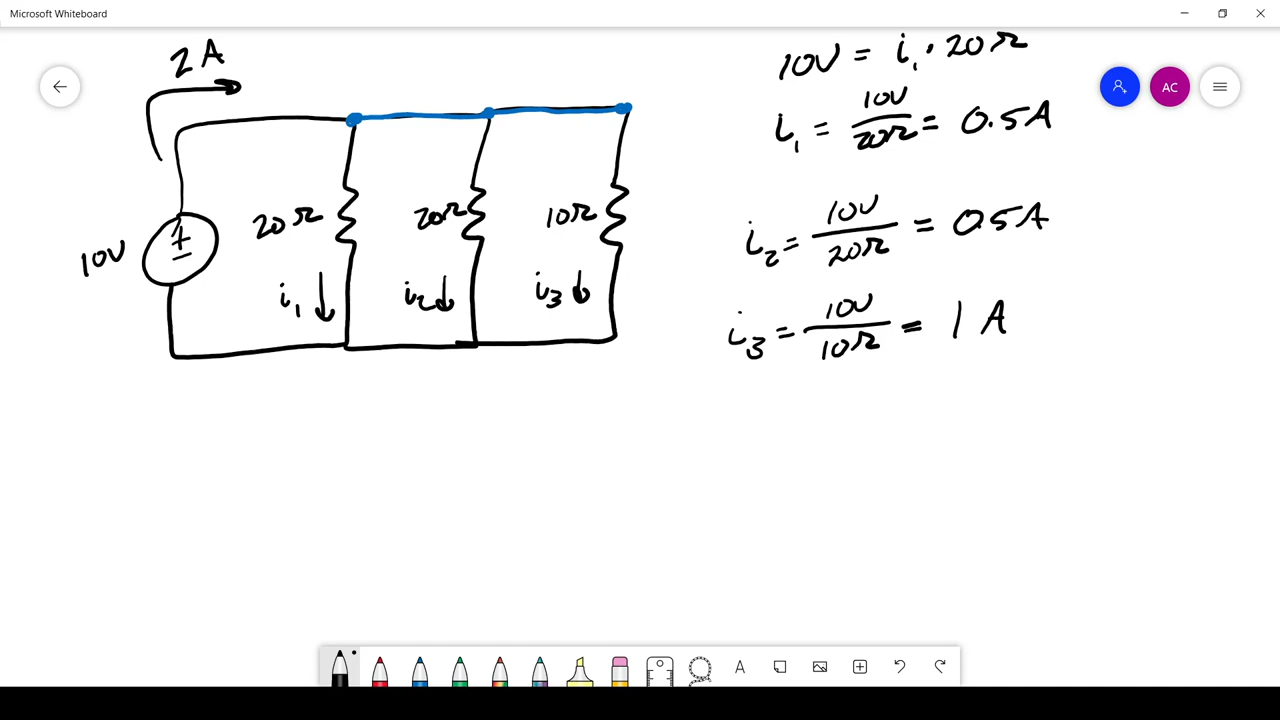 Microsoft Whiteboard
2 A
10V
20Ω
20Ω
10Ω
i1
i2
i3
10V = i1 · 20Ω
i1 = 10V/20Ω = 0.5A
i2 = 10V/20Ω = 0.5A
i3 = 10V/10Ω = 1 A
AC
A